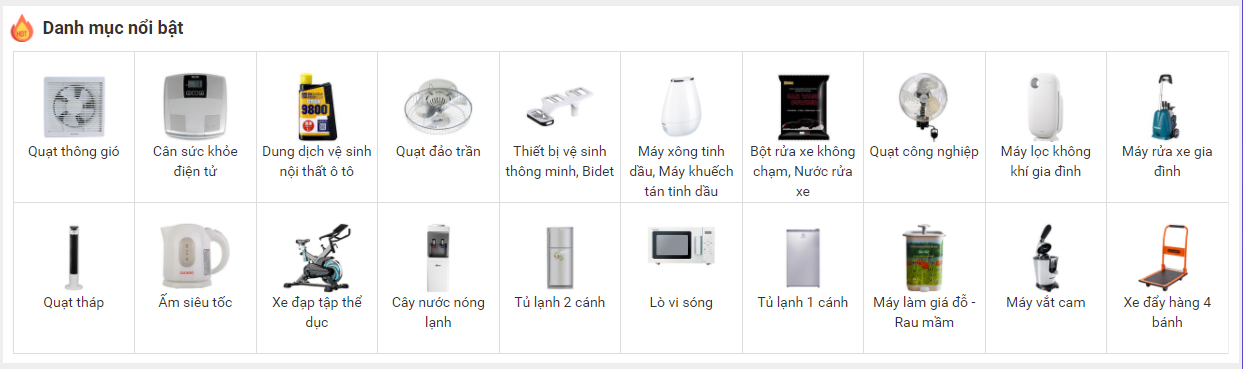 HOT
Danh mục nổi bật
Quạt thông gió
Cân sức khỏe
điện tử
9800
Dung dịch vệ sinh
nội thất ô tô
Quạt đảo trần
Thiết bị vệ sinh
thông minh, Bidet
Máy xông tinh
dầu, Máy khuếch
tán tinh dầu
Bột rửa xe không
chạm, Nước rửa
xe
Quạt công nghiệp
Máy lọc không
khí gia đình
Máy rửa xe gia
đình
Quạt tháp
Ấm siêu tốc
Xe đạp tập thể
dục
Cây nước nóng
lạnh
Tủ lạnh 2 cánh
Lò vi sóng
Tủ lạnh 1 cánh
Máy làm giá đỗ -
Rau mầm
Máy vắt cam
Xe đẩy hàng 4
bánh